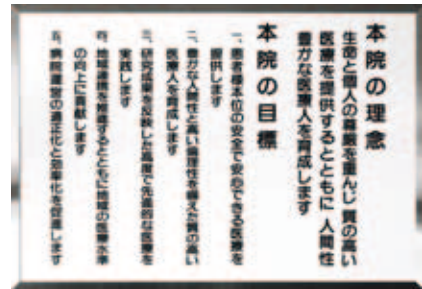 本院の理念
生命と個人の尊厳を重んじ 質の高い
医療を提供するとともに 人間性
豊かな医療人を育成します
本院の目標
一、患者様本位の安全で安心できる医療を
提供します
二、豊かな人間性と高い倫理性を備えた質の高い
医療人を育成します
三、研究成果を反映した高度で先進的な医療を
実践します
四、地域連携を推進するとともに地域の医療水準
の向上に貢献します
五、病院運営の適正化と効率化を促進します